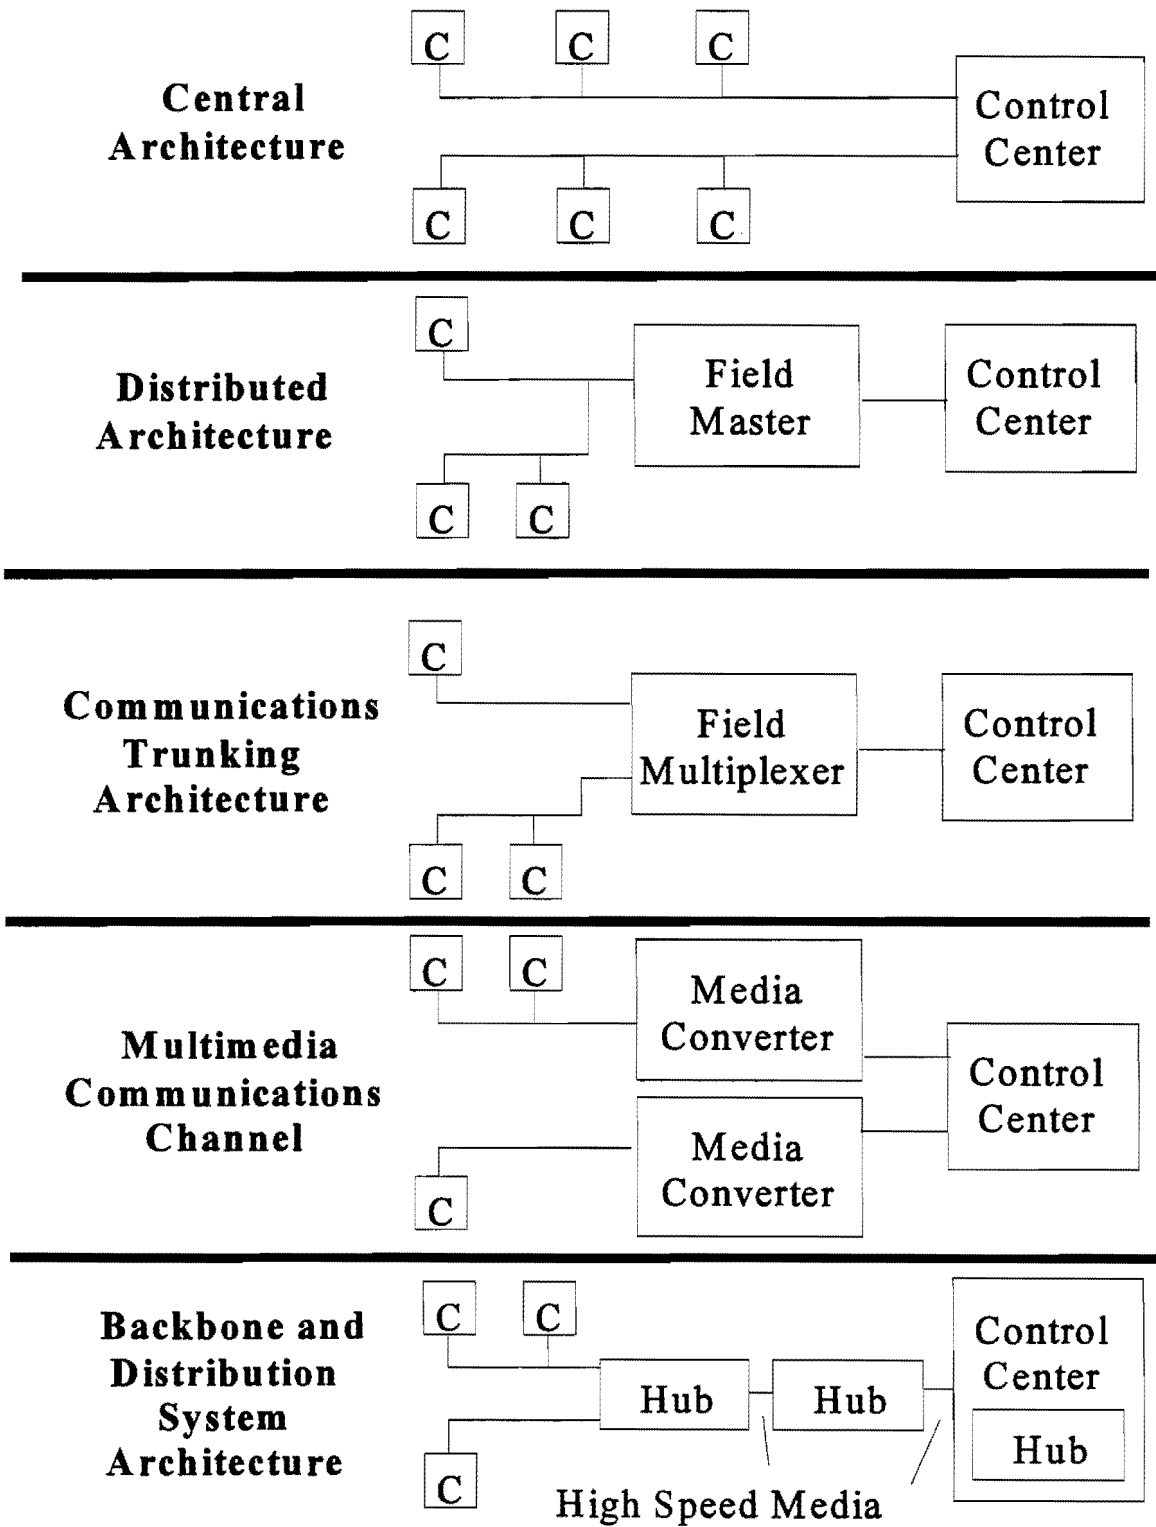 C C C
Central
Architecture
Control
Center
C C C
C
Distributed
Architecture
Field
Master
Control
Center
C C
C
Communications
Trunking
Architecture
Field
Multiplexer
Control
Center
C C
C C
Multimedia
Communications
Channel
Media
Converter
Media
Converter
Control
Center
C
C C
Backbone and
Distribution
System
Architecture
Hub
Hub
Control
Center
Hub
C
High Speed Media